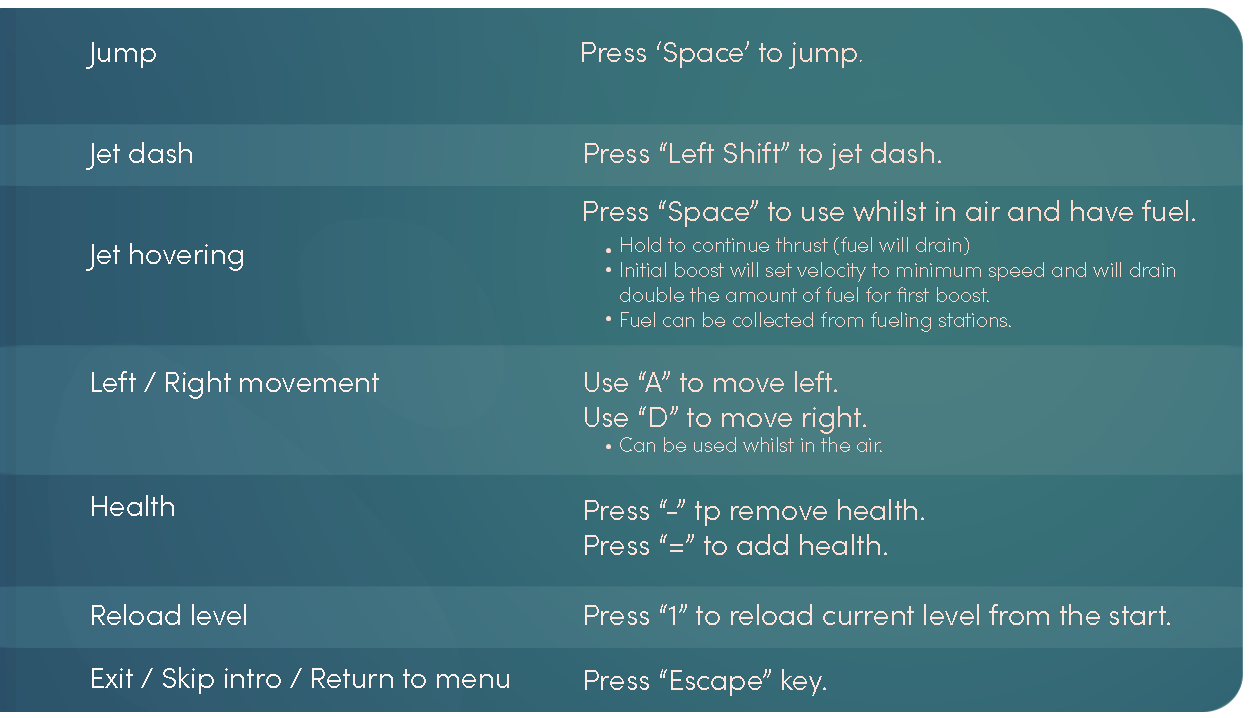 Jump
Press ‘Space’ to jump.
Jet dash
Press “Left Shift” to jet dash.
Jet hovering
Press “Space” to use whilst in air and have fuel.
• Hold to continue thrust (fuel will drain)
• Initial boost will set velocity to minimum speed and will drain
double the amount of fuel for first boost.
• Fuel can be collected from fueling stations.
Left / Right movement
Use “A” to move left.
Use “D” to move right.
• Can be used whilst in the air.
Health
Press “-” tp remove health.
Press “=” to add health.
Reload level
Press “1” to reload current level from the start.
Exit / Skip intro / Return to menu
Press “Escape” key.